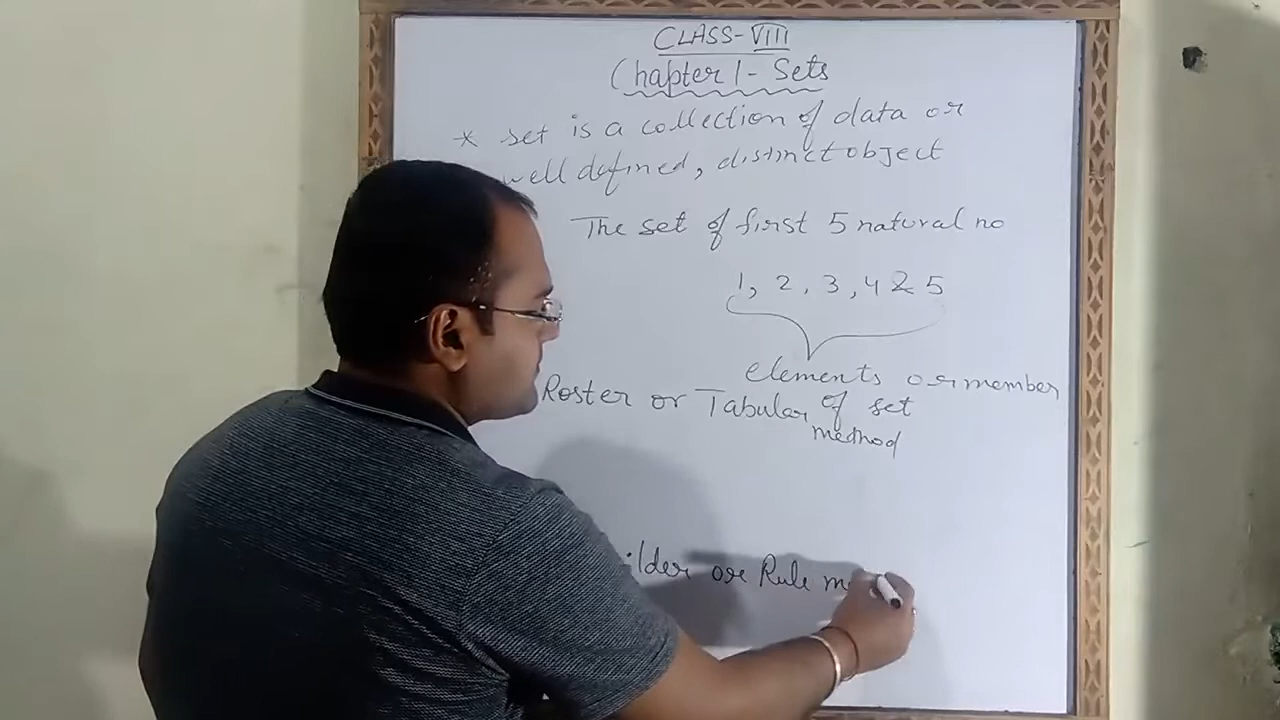 CLASS-VIII
Chapter 1 - Sets
* set is a collection of data or
well defined, distinct object
The set of first 5 natural no
1, 2, 3, 4 & 5
elements or member
of set
Roster or Tabular
method
ilder or Rule me